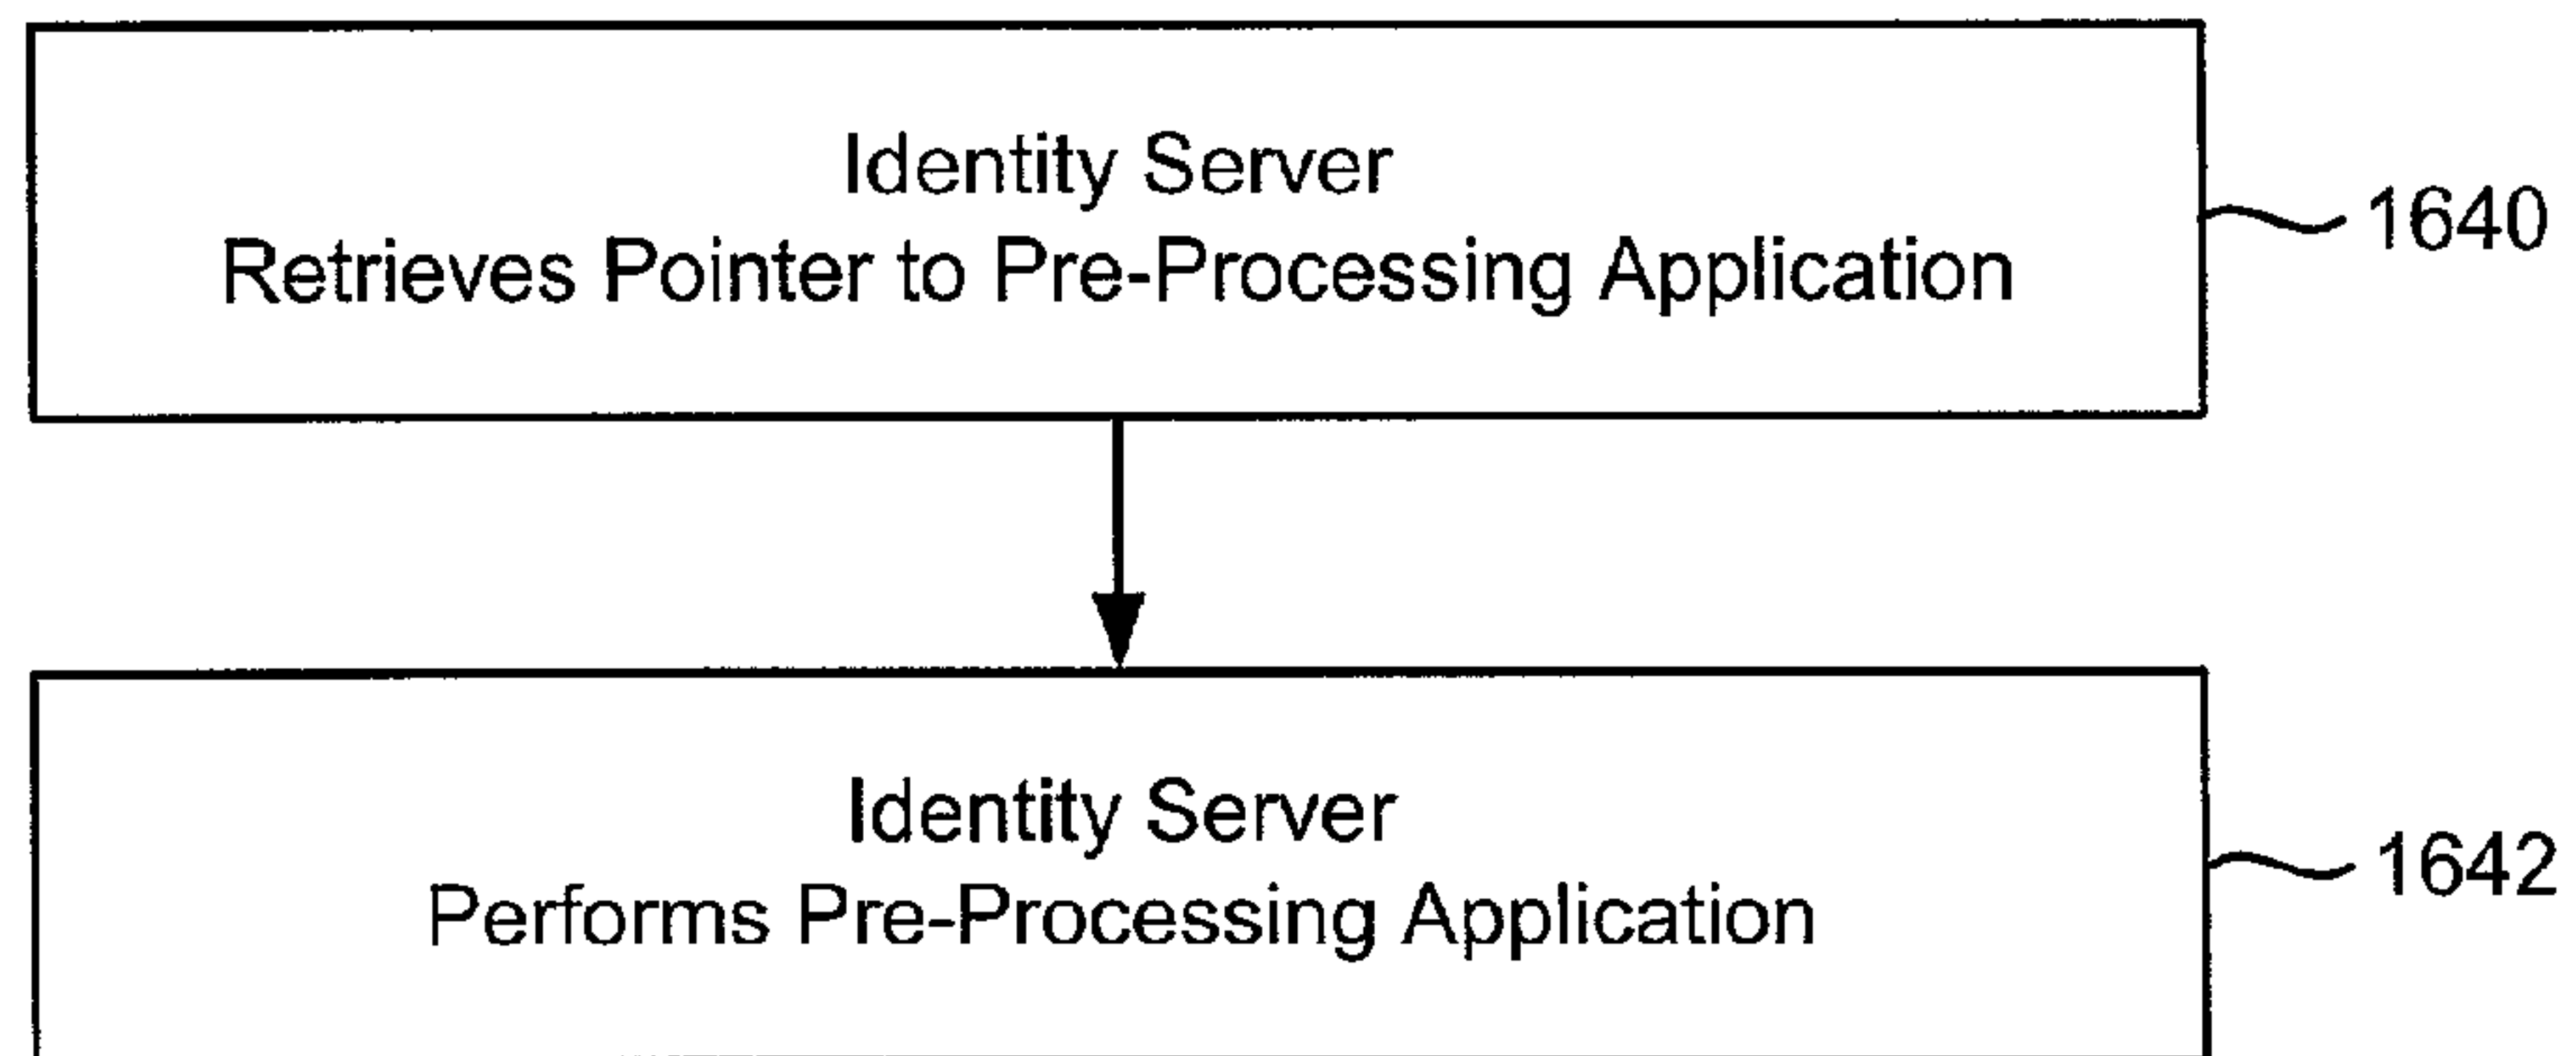 Identity Server
Retrieves Pointer to Pre-Processing Application
1640
Identity Server
Performs Pre-Processing Application
1642